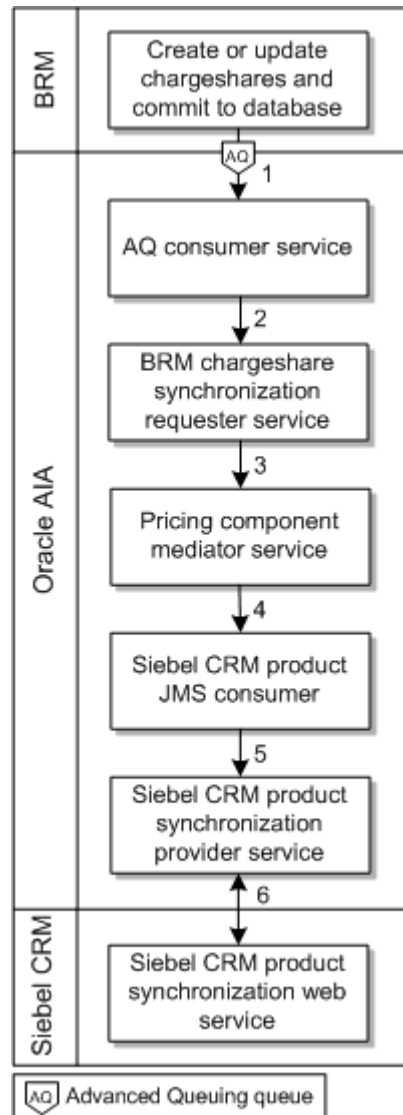 BRM
Create or update
chargeshares and
commit to database
AQ
1
Oracle AIA
AQ consumer service
2
BRM chargeshare
synchronization
requester service
3
Pricing component
mediator service
4
Siebel CRM product
JMS consumer
5
Siebel CRM product
synchronization
provider service
6
Siebel CRM
Siebel CRM product
synchronization web
service
AQ Advanced Queuing queue